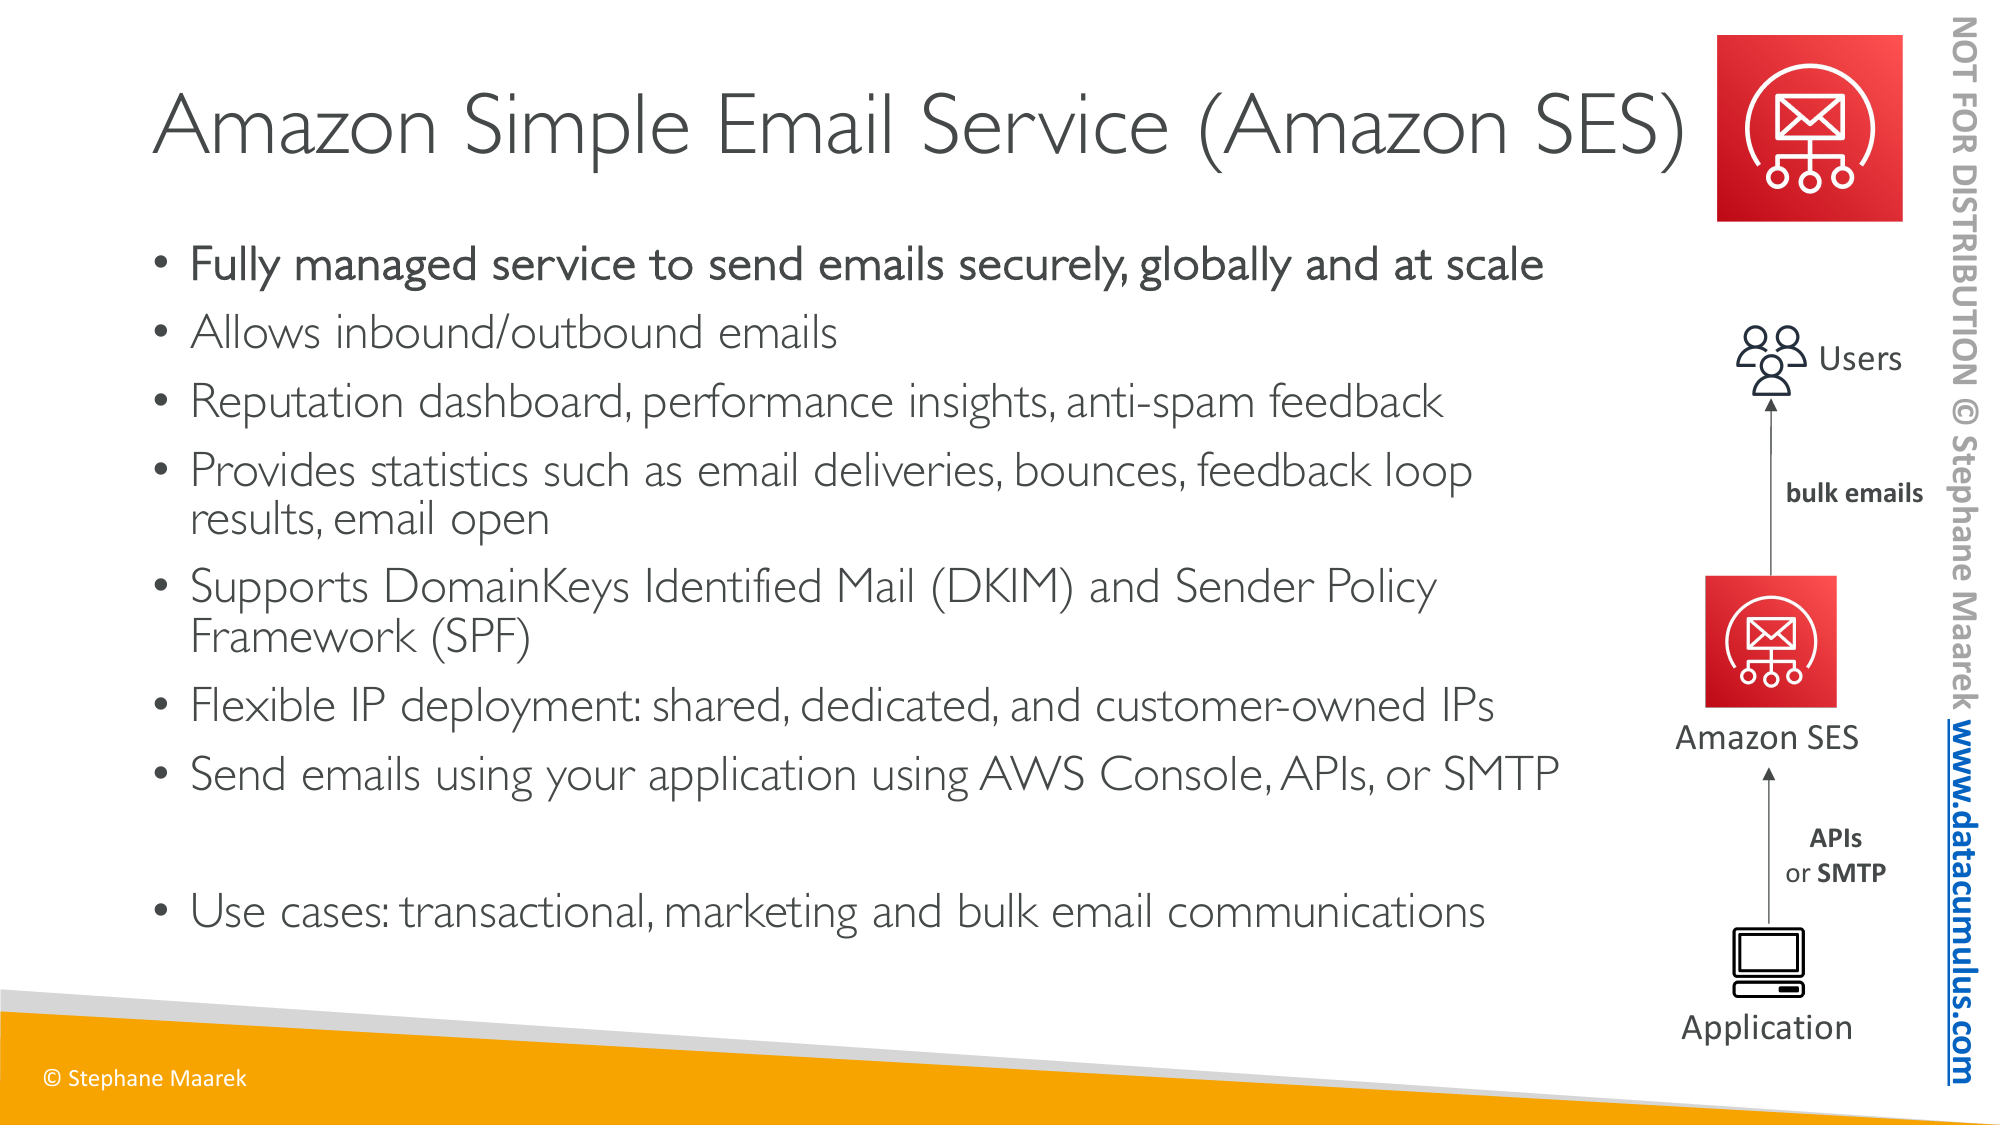 Amazon Simple Email Service (Amazon SES)
• Fully managed service to send emails securely, globally and at scale
• Allows inbound/outbound emails
• Reputation dashboard, performance insights, anti-spam feedback
• Provides statistics such as email deliveries, bounces, feedback loop
results, email open
• Supports DomainKeys Identified Mail (DKIM) and Sender Policy
Framework (SPF)
• Flexible IP deployment: shared, dedicated, and customer-owned IPs
• Send emails using your application using AWS Console, APIs, or SMTP
• Use cases: transactional, marketing and bulk email communications
Users
bulk emails
Amazon SES
APIs
or SMTP
Application
© Stephane Maarek
NOT FOR DISTRIBUTION © Stephane Maarek www.datacumulus.com